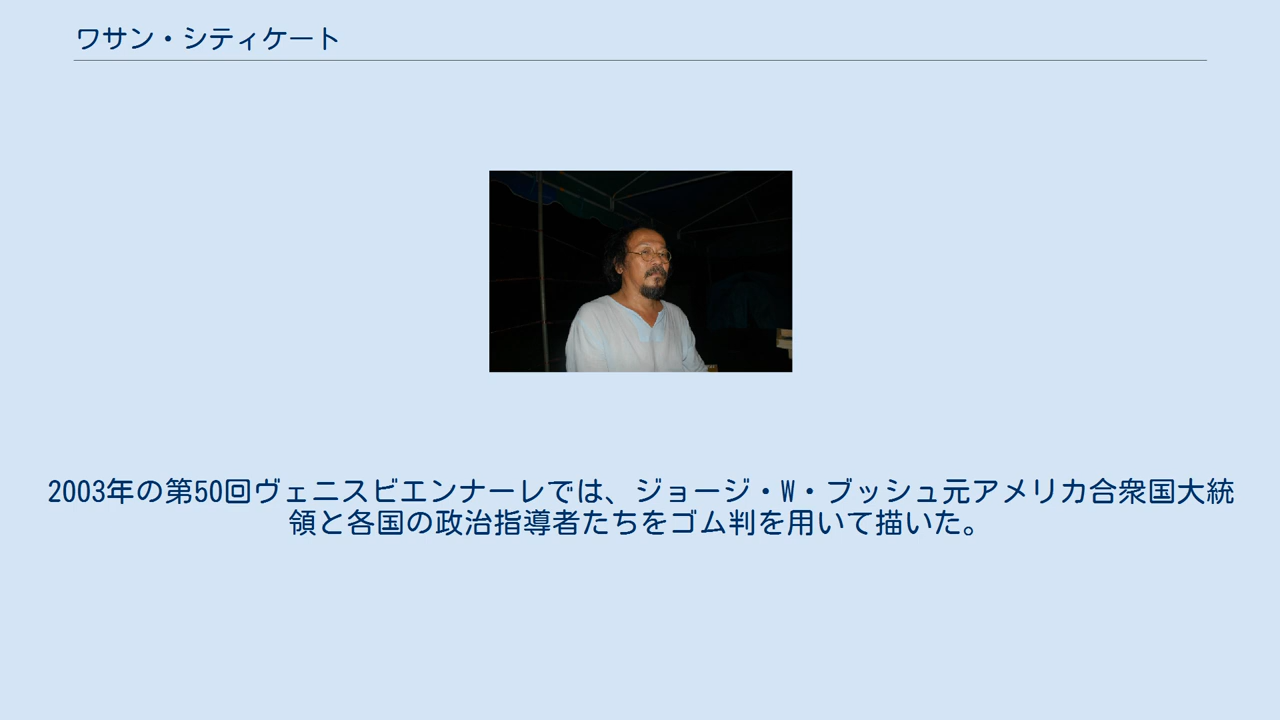 ワサン・シティケート
2003年の第50回ヴェニスビエンナーレでは、ジョージ・W・ブッシュ元アメリカ合衆国大統
領と各国の政治指導者たちをゴム判を用いて描いた。